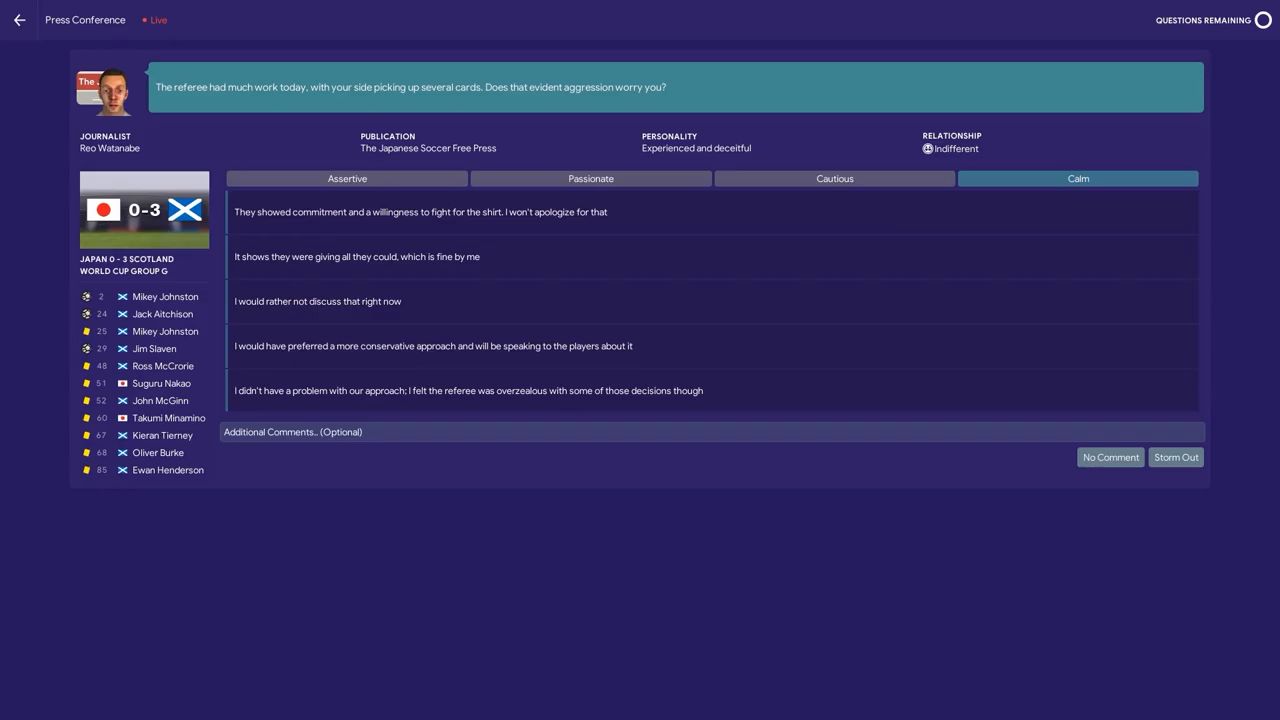 Press Conference
Live
QUESTIONS REMAINING
The
The referee had much work today, with your side picking up several cards. Does that evident aggression worry you?
JOURNALIST
Reo Watanabe
PUBLICATION
The Japanese Soccer Free Press
PERSONALITY
Experienced and deceitful
RELATIONSHIP
Indifferent
0-3
JAPAN 0 - 3 SCOTLAND
WORLD CUP GROUP G
2 Mikey Johnston
24 Jack Aitchison
25 Mikey Johnston
29 Jim Slaven
48 Ross McCrorie
51 Suguru Nakao
52 John McGinn
60 Takumi Minamino
67 Kieran Tierney
68 Oliver Burke
85 Ewan Henderson
Assertive
Passionate
Cautious
Calm
They showed commitment and a willingness to fight for the shirt. I won't apologize for that
It shows they were giving all they could, which is fine by me
I would rather not discuss that right now
I would have preferred a more conservative approach and will be speaking to the players about it
I didn't have a problem with our approach; I felt the referee was overzealous with some of those decisions though
Additional Comments... (Optional)
No Comment
Storm Out